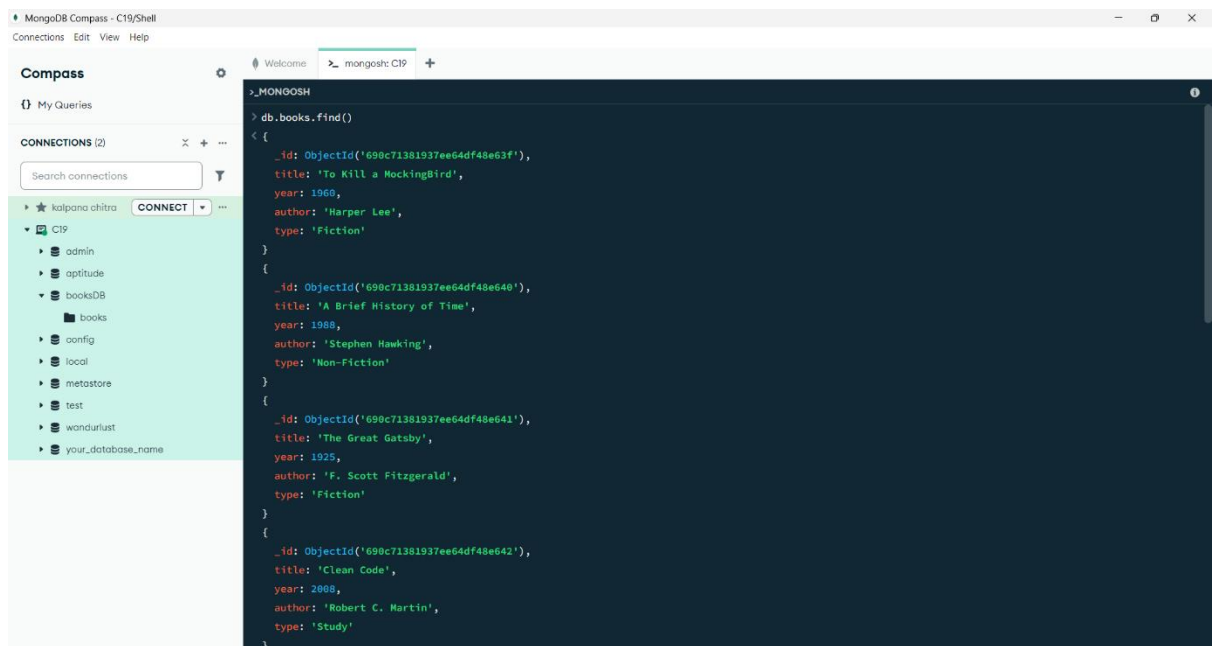 MongoDB Compass - C19/Shell
Connections Edit View Help
Compass
{} My Queries
CONNECTIONS (2)
Search connections
kalpana chitra CONNECT
C19
admin
aptitude
booksDB
books
config
local
metastore
test
wandurlust
your_database_name
Welcome >_ mongosh: C19 +
>_MONGOSH
> db.books.find()
< {
_id: ObjectId('690c71381937ee64df48e63f'),
title: 'To Kill a MockingBird',
year: 1960,
author: 'Harper Lee',
type: 'Fiction'
}
{
_id: ObjectId('690c71381937ee64df48e640'),
title: 'A Brief History of Time',
year: 1988,
author: 'Stephen Hawking',
type: 'Non-Fiction'
}
{
_id: ObjectId('690c71381937ee64df48e641'),
title: 'The Great Gatsby',
year: 1925,
author: 'F. Scott Fitzgerald',
type: 'Fiction'
}
{
_id: ObjectId('690c71381937ee64df48e642'),
title: 'Clean Code',
year: 2008,
author: 'Robert C. Martin',
type: 'Study'
}